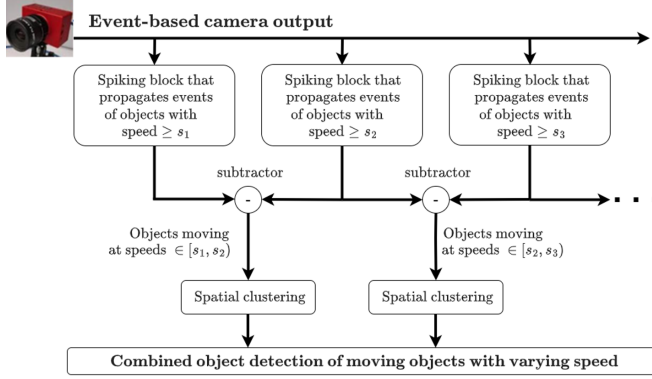 Event-based camera output
Spiking block that
propagates events
of objects with
speed ≥ s₁
Spiking block that
propagates events
of objects with
speed ≥ s₂
Spiking block that
propagates events
of objects with
speed ≥ s₃
subtractor
subtractor
-
-
Objects moving
at speeds ∈ [s₁, s₂)
Objects moving
at speeds ∈ [s₂, s₃)
Spatial clustering
Spatial clustering
Combined object detection of moving objects with varying speed